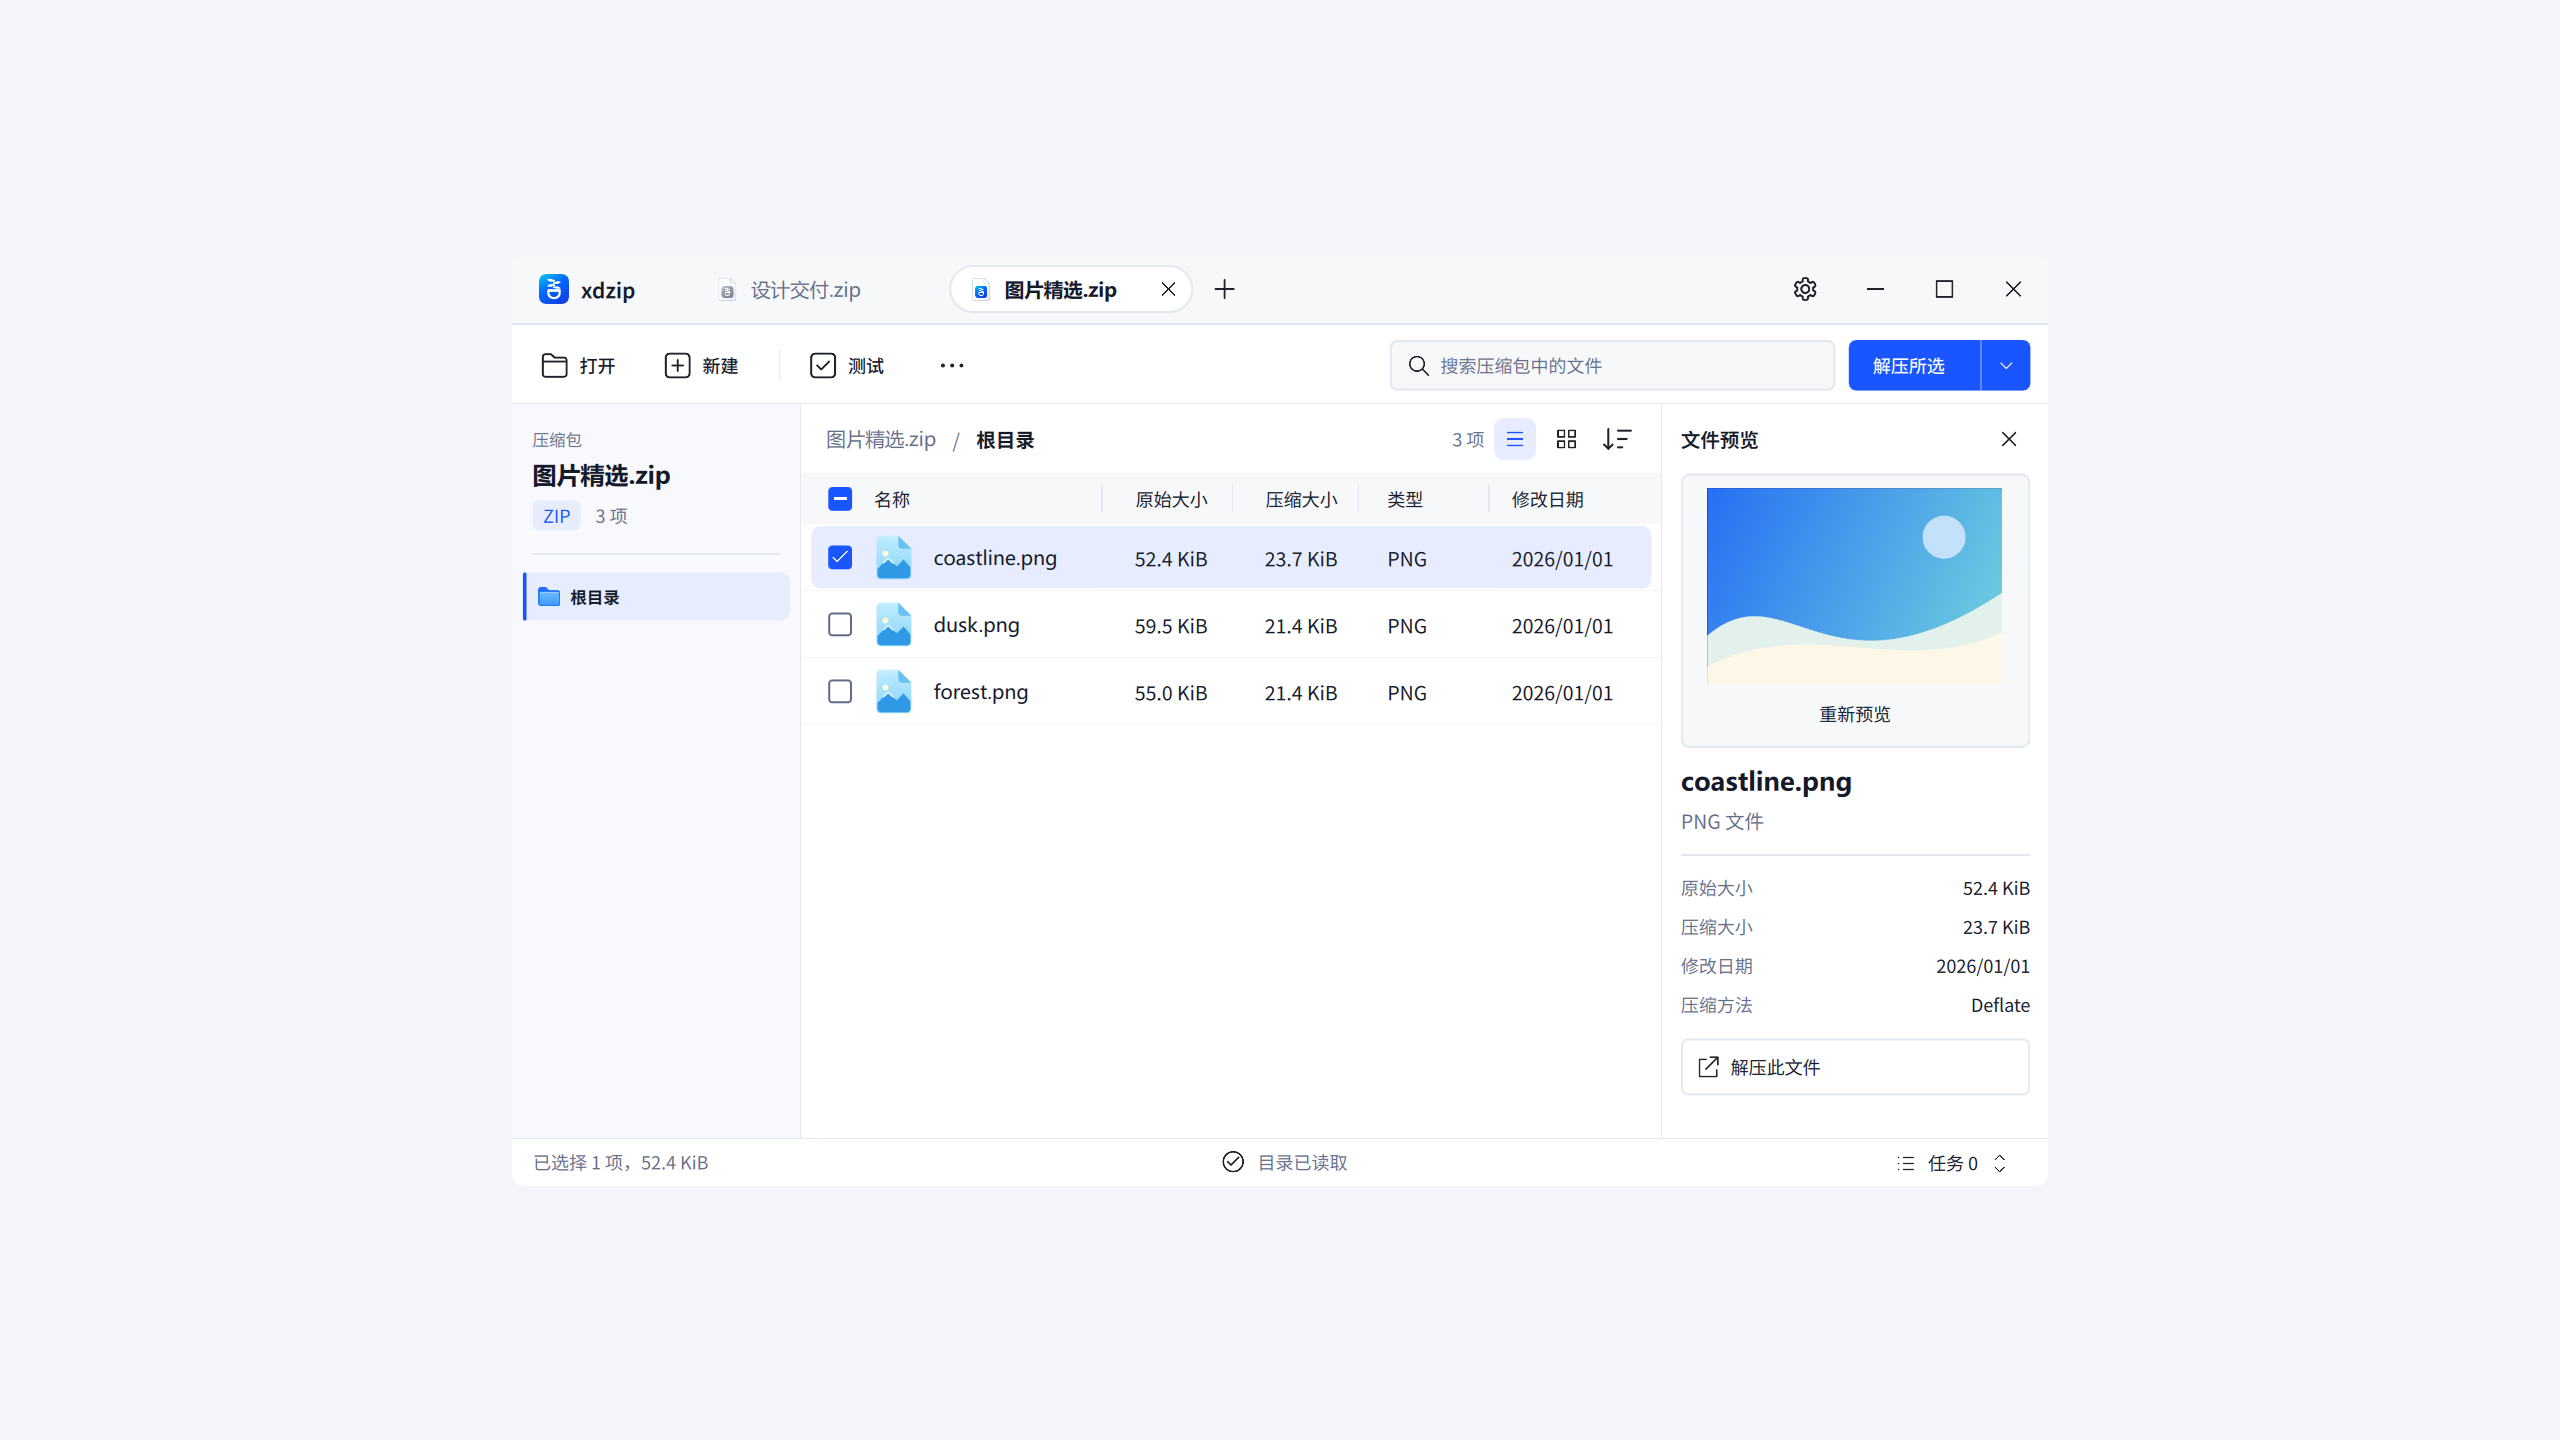 xdzip
设计交付.zip
图片精选.zip
打开
新建
测试
搜索压缩包中的文件
解压所选
压缩包
图片精选.zip
ZIP 3 项
根目录
图片精选.zip / 根目录
3 项
名称 原始大小 压缩大小 类型 修改日期
coastline.png 52.4 KiB 23.7 KiB PNG 2026/01/01
dusk.png 59.5 KiB 21.4 KiB PNG 2026/01/01
forest.png 55.0 KiB 21.4 KiB PNG 2026/01/01
文件预览
重新预览
coastline.png
PNG 文件
原始大小 52.4 KiB
压缩大小 23.7 KiB
修改日期 2026/01/01
压缩方法 Deflate
解压此文件
已选择 1 项，52.4 KiB
目录已读取
任务 0